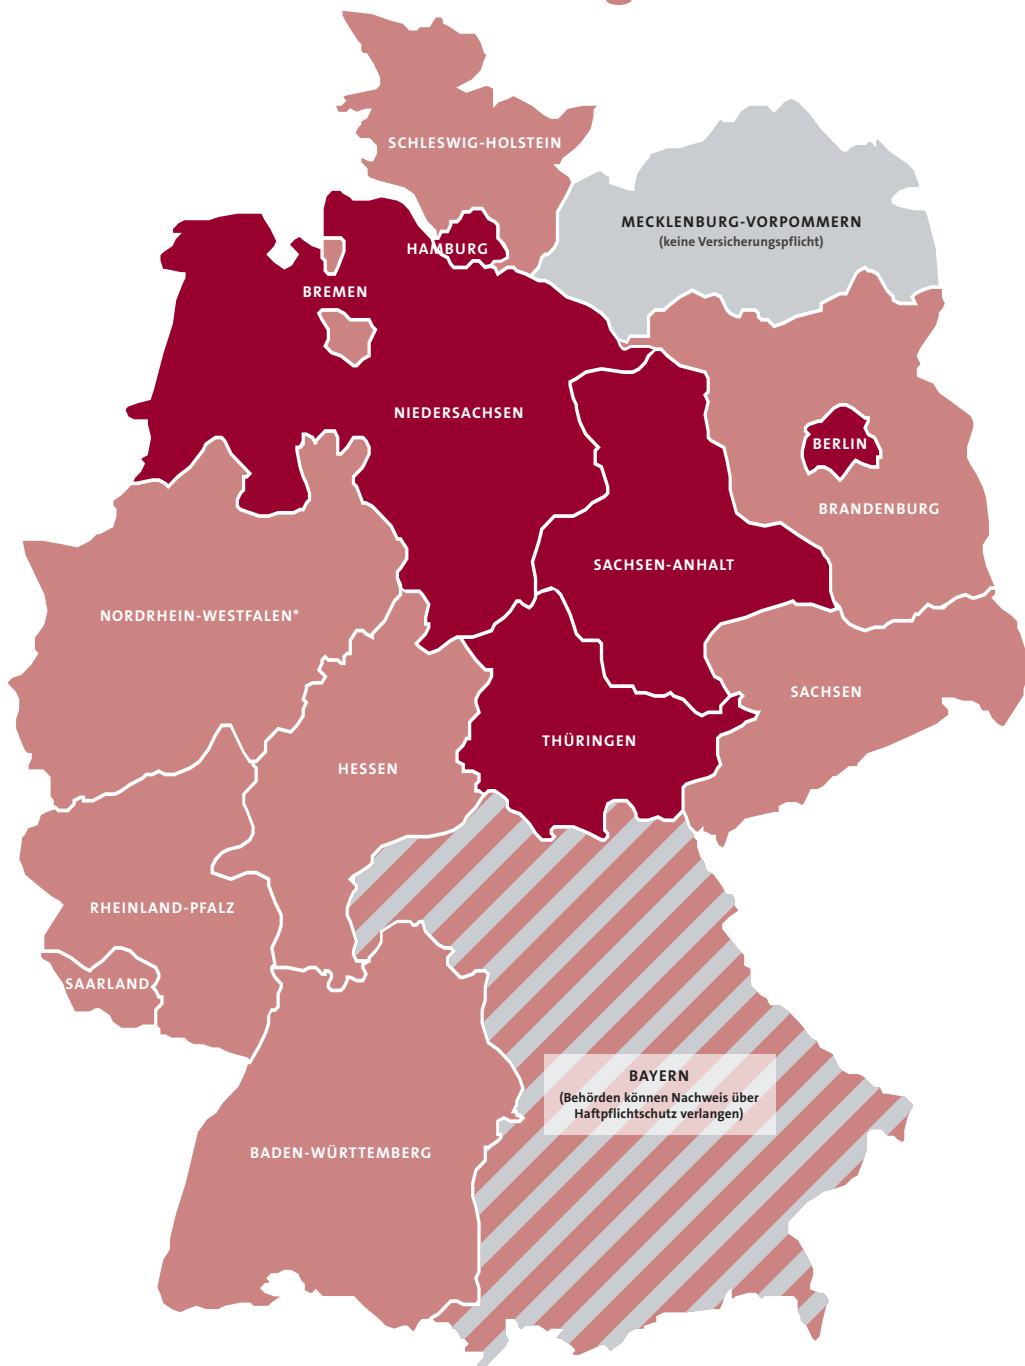 SCHLESWIG-HOLSTEIN
MECKLENBURG-VORPOMMERN
(keine Versicherungspflicht)
HAMBURG
BREMEN
NIEDERSACHSEN
BERLIN
BRANDENBURG
SACHSEN-ANHALT
NORDRHEIN-WESTFALEN*
SACHSEN
THÜRINGEN
HESSEN
RHEINLAND-PFALZ
SAARLAND
BAYERN
(Behörden können Nachweis über
Haftpflichtschutz verlangen)
BADEN-WÜRTTEMBERG